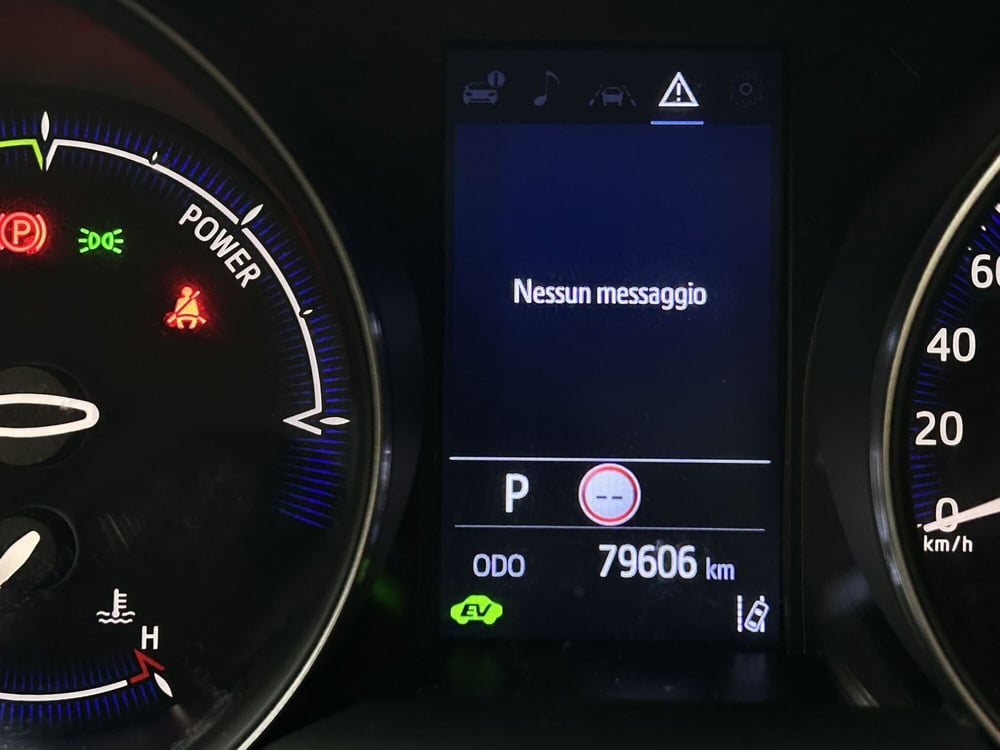 POWER
P
H
Nessun messaggio
P --
ODO 79606 km
EV
60
40
20
0
km/h